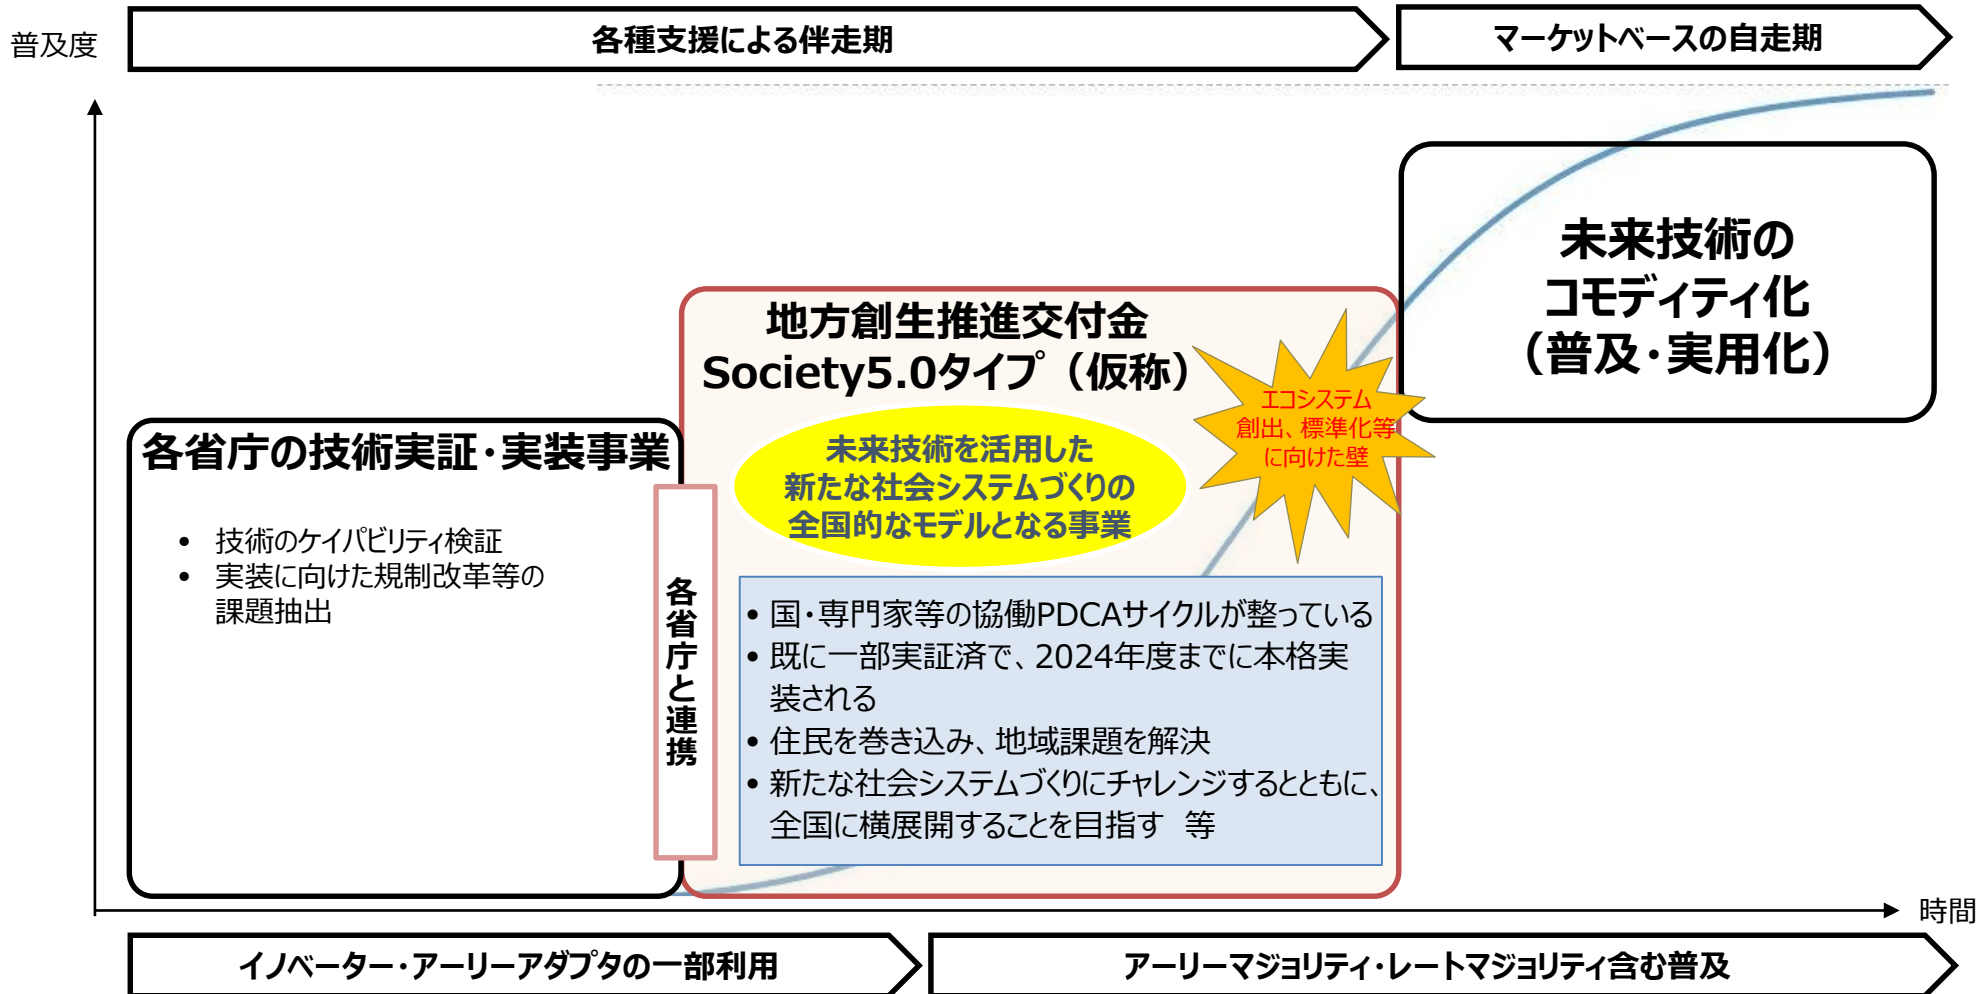 普及度
各種支援による伴走期
マーケットベースの自走期
未来技術の
コモディティ化
（普及・実用化）
地方創生推進交付金
Society5.0タイプ（仮称）
エコシステム
創出、標準化等
に向けた壁
未来技術を活用した
新たな社会システムづくりの
全国的なモデルとなる事業
各省庁の技術実証・実装事業
• 技術のケイパビリティ検証
• 実装に向けた規制改革等の
課題抽出
各省庁と連携
• 国・専門家等の協働PDCAサイクルが整っている
• 既に一部実証済で、2024年度までに本格実
装される
• 住民を巻き込み、地域課題を解決
• 新たな社会システムづくりにチャレンジするとともに、
全国に横展開することを目指す 等
時間
イノベーター・アーリーアダプタの一部利用
アーリーマジョリティ・レートマジョリティ含む普及